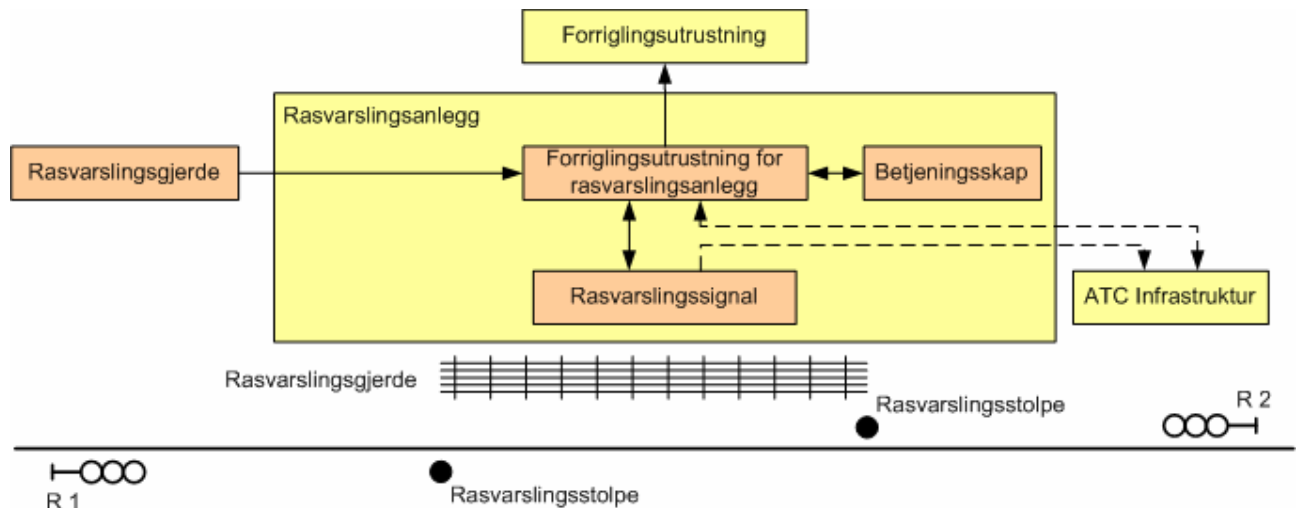 Forriglingsutrustning
Rasvarslingsanlegg
Rasvarslingsgjerde
Forriglingsutrustning for
rasvarslingsanlegg
Betjeningsskap
Rasvarslingssignal
ATC Infrastruktur
Rasvarslingsgjerde
Rasvarslingsstolpe
R 2
R 1
Rasvarslingsstolpe